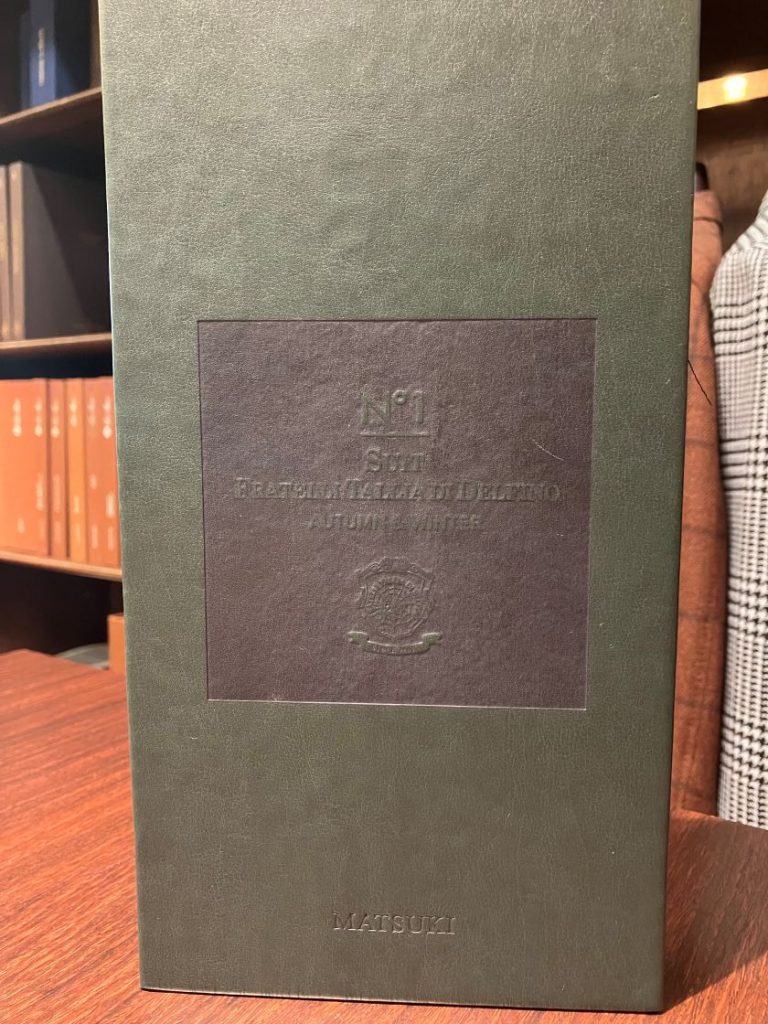 N°1
SUIT
FRATELLI TALLIA DI DELFINO
AUTUMN & WINTER
MATSUKI